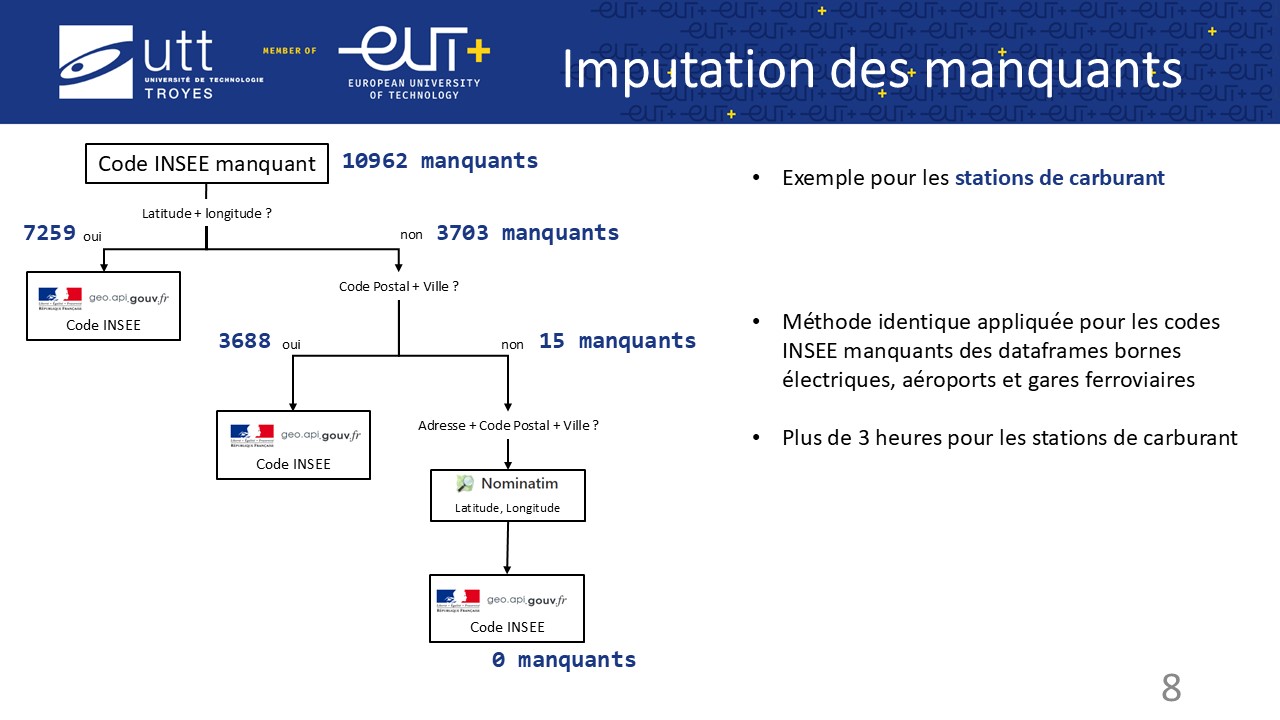 utt
UNIVERSITÉ DE TECHNOLOGIE
TROYES
MEMBER OF
EUT+
EUROPEAN UNIVERSITY
OF TECHNOLOGY
Imputation des manquants
Code INSEE manquant
10962 manquants
Latitude + longitude ?
7259 oui
non 3703 manquants
geo.api.gouv.fr
Code INSEE
Code Postal + Ville ?
3688 oui
non 15 manquants
geo.api.gouv.fr
Code INSEE
Adresse + Code Postal + Ville ?
Nominatim
Latitude, Longitude
geo.api.gouv.fr
Code INSEE
0 manquants
• Exemple pour les stations de carburant
• Méthode identique appliquée pour les codes
INSEE manquants des dataframes bornes
électriques, aéroports et gares ferroviaires
• Plus de 3 heures pour les stations de carburant
8